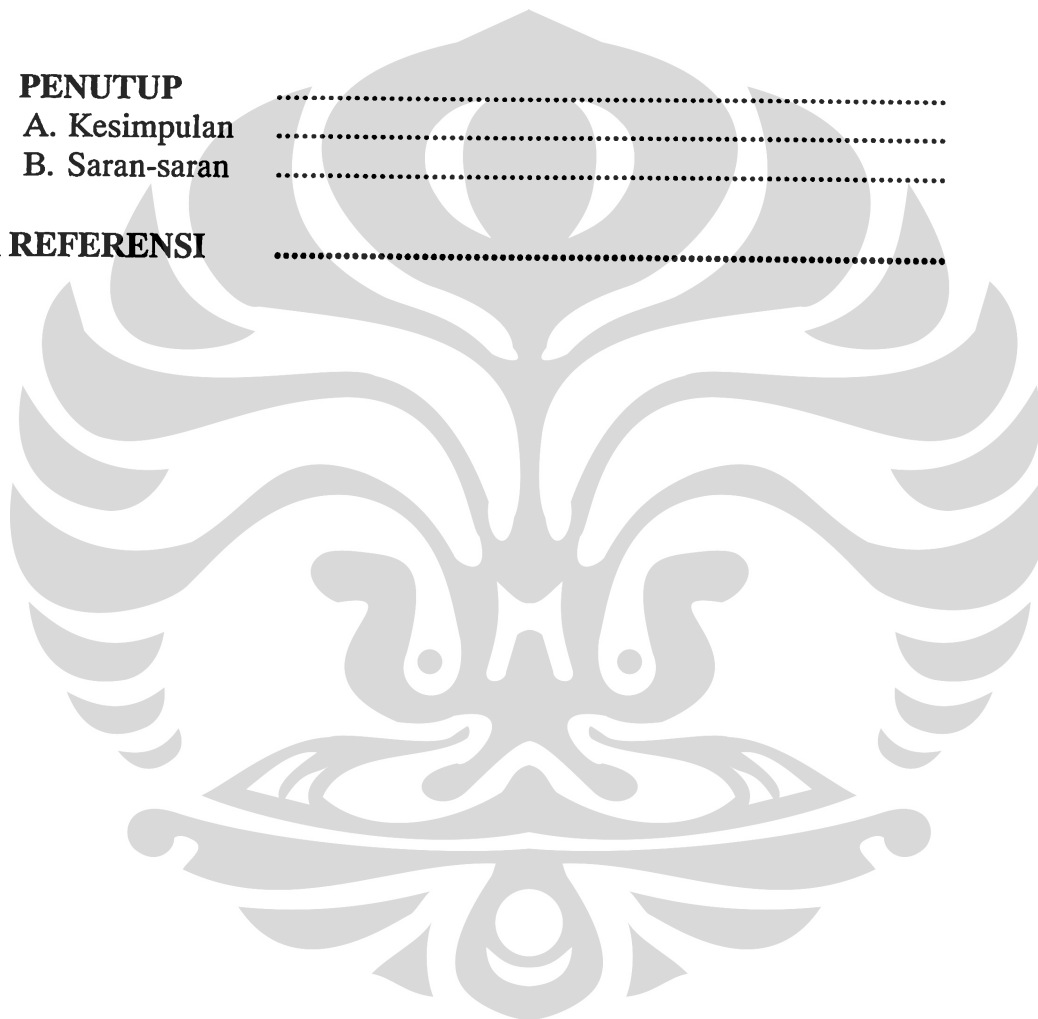 PENUTUP ................................................................................
A. Kesimpulan ................................................................................
B. Saran-saran ................................................................................
REFERENSI ................................................................................